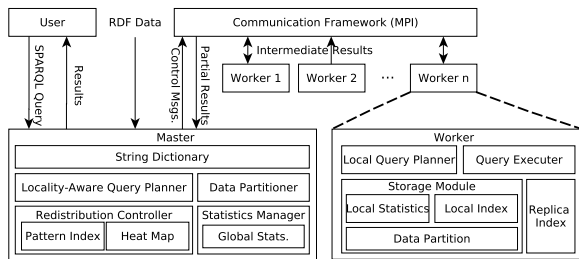 User
RDF Data
Communication Framework (MPI)
SPARQL Query
Results
Control Msgs.
Partial Results
Intermediate Results
Worker 1
Worker 2
...
Worker n
Master
String Dictionary
Locality-Aware Query Planner
Data Partitioner
Redistribution Controller
Pattern Index
Heat Map
Statistics Manager
Global Stats.
Worker
Local Query Planner
Query Executer
Storage Module
Local Statistics
Local Index
Data Partition
Replica
Index